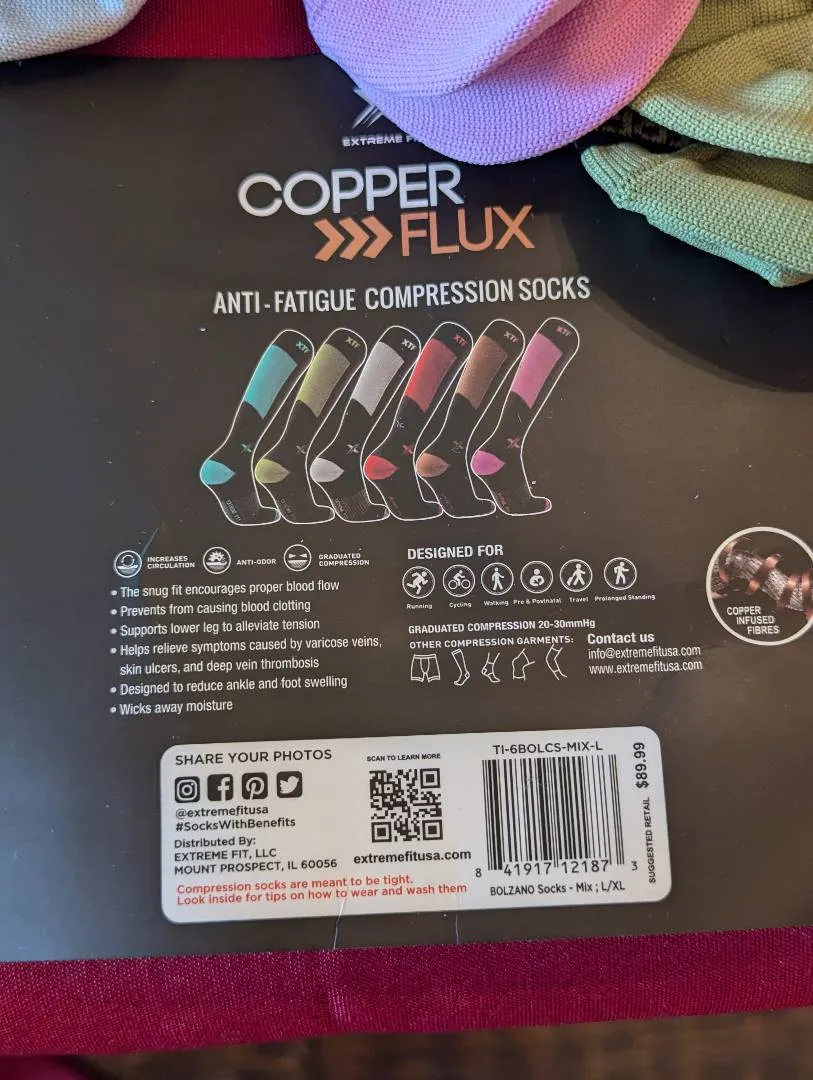 EXTREME
COPPER
FLUX
ANTI-FATIGUE COMPRESSION SOCKS
XTF XTF XTF XTF XTF XTF
INCREASES
CIRCULATION
ANTI-ODOR
GRADUATED
COMPRESSION
• The snug fit encourages proper blood flow
• Prevents from causing blood clotting
• Supports lower leg to alleviate tension
• Helps relieve symptoms caused by varicose veins,
skin ulcers, and deep vein thrombosis
• Designed to reduce ankle and foot swelling
• Wicks away moisture
DESIGNED FOR
Running Cycling Walking Pre & Postnatal Travel Prolonged Standing
GRADUATED COMPRESSION 20-30mmHg
OTHER COMPRESSION GARMENTS:
Contact us
info@extremefitusa.com
www.extremefitusa.com
COPPER
INFUSED
FIBRES
SHARE YOUR PHOTOS
@extremefitusa
#SocksWithBenefits
Distributed By:
EXTREME FIT, LLC
MOUNT PROSPECT, IL 60056
Compression socks are meant to be tight.
Look inside for tips on how to wear and wash them
SCAN TO LEARN MORE
extremefitusa.com
TI-6BOLCS-MIX-L
8 41917 12187 3
BOLZANO Socks - Mix ; L/XL
SUGGESTED RETAIL $89.99